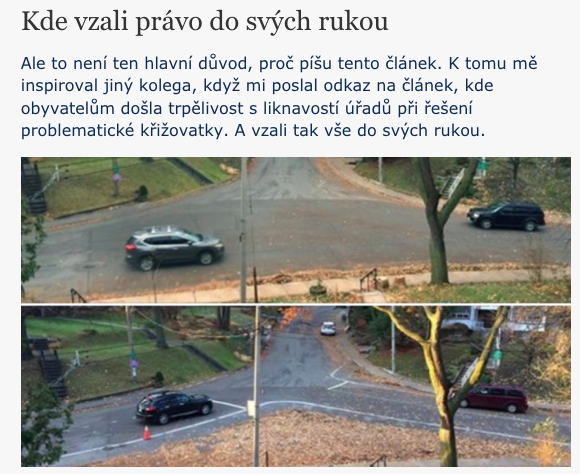 Kde vzali právo do svých rukou
Ale to není ten hlavní důvod, proč píšu tento článek. K tomu mě
inspiroval jiný kolega, když mi poslal odkaz na článek, kde
obyvatelům došla trpělivost s liknavostí úřadů při řešení
problematické křižovatky. A vzali tak vše do svých rukou.